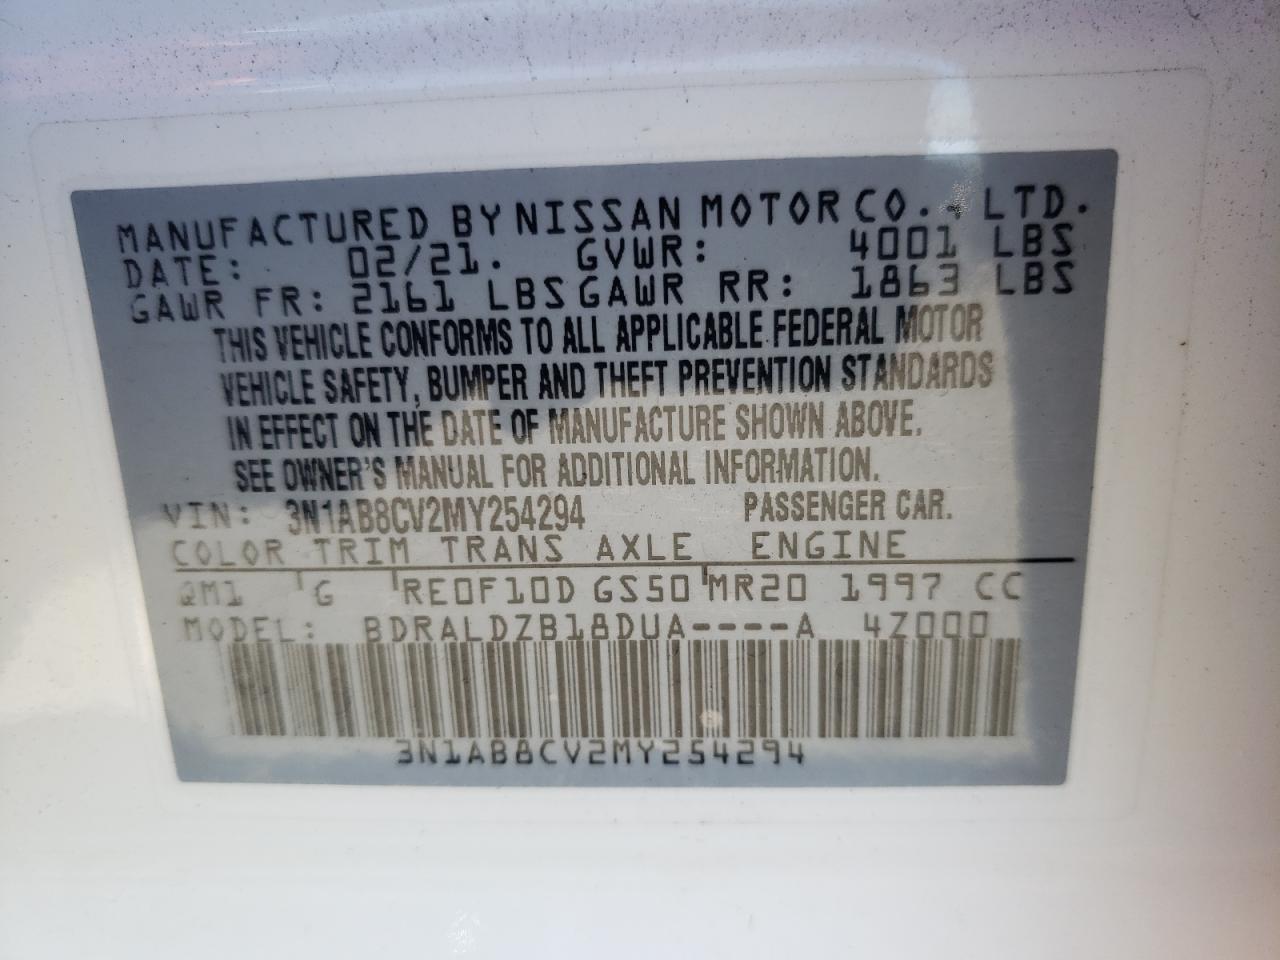 MANUFACTURED BY NISSAN MOTOR CO., LTD.
DATE: 02/21. GVWR: 4001 LBS
GAWR FR: 2161 LBS GAWR RR: 1863 LBS
THIS VEHICLE CONFORMS TO ALL APPLICABLE FEDERAL MOTOR
VEHICLE SAFETY, BUMPER AND THEFT PREVENTION STANDARDS
IN EFFECT ON THE DATE OF MANUFACTURE SHOWN ABOVE.
SEE OWNER'S MANUAL FOR ADDITIONAL INFORMATION.
VIN: 3N1AB8CV2MY254294 PASSENGER CAR.
COLOR TRIM TRANS AXLE ENGINE
QM1 G RE0F10D GS50 MR20 1997 CC
MODEL: BDRALDZB18DUA----A 4Z000
3N1AB8CV2MY254294